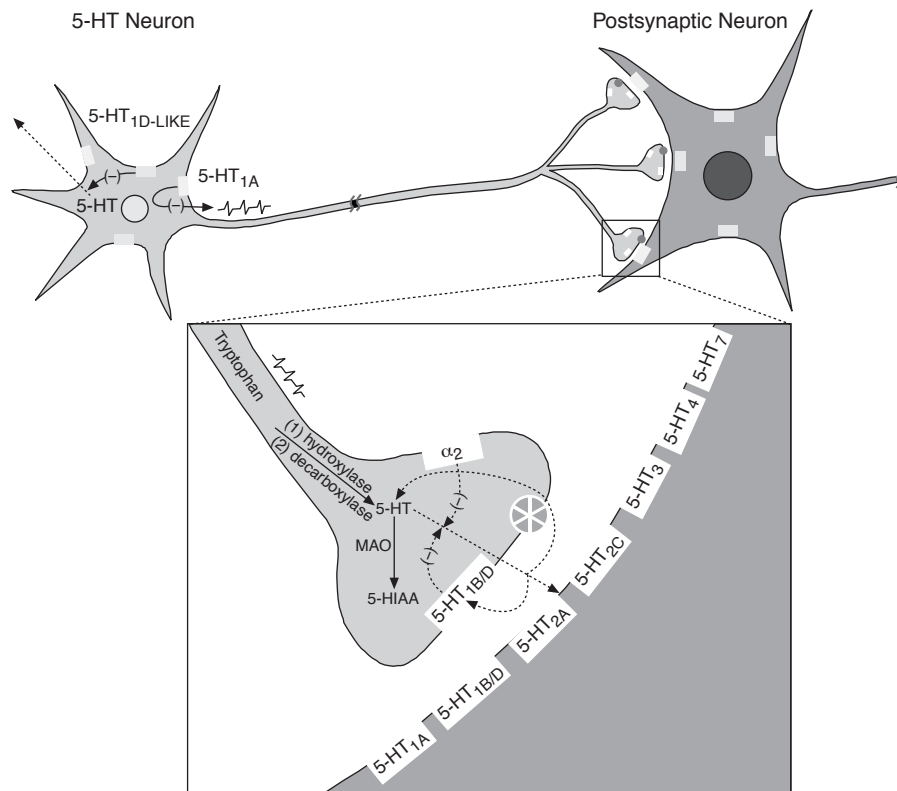 5-HT Neuron
Postsynaptic Neuron
5-HT1D-LIKE
(–)
5-HT
5-HT1A
(–)
Tryptophan
(1) hydroxylase
(2) decarboxylase
α2
5-HT
(–)
(–)
MAO
5-HIAA
5-HT1B/D
5-HT7
5-HT4
5-HT3
5-HT2C
5-HT2A
5-HT1B/D
5-HT1A